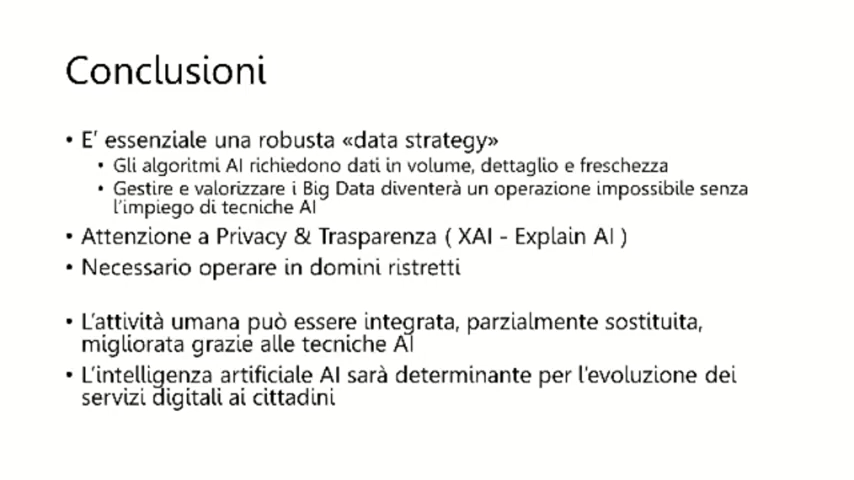 Conclusioni
• E' essenziale una robusta «data strategy»
• Gli algoritmi AI richiedono dati in volume, dettaglio e freschezza
• Gestire e valorizzare i Big Data diventerà un operazione impossibile senza
l'impiego di tecniche AI
• Attenzione a Privacy & Trasparenza ( XAI - Explain AI )
• Necessario operare in domini ristretti
• L'attività umana può essere integrata, parzialmente sostituita,
migliorata grazie alle tecniche AI
• L'intelligenza artificiale AI sarà determinante per l'evoluzione dei
servizi digitali ai cittadini